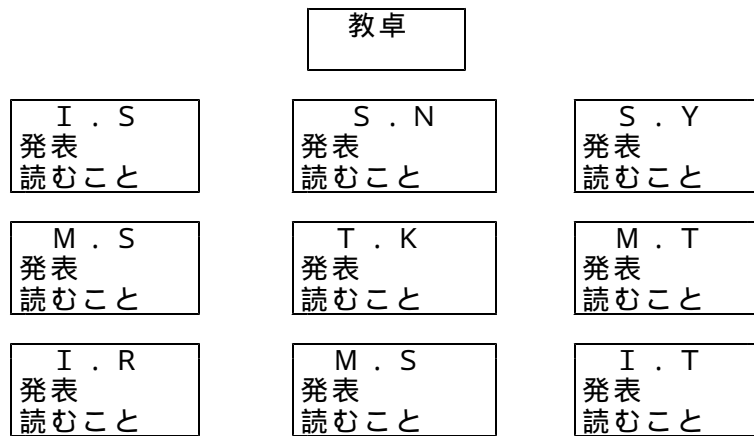 教卓
Ｉ．Ｓ
発表
読むこと
Ｓ．Ｎ
発表
読むこと
Ｓ．Ｙ
発表
読むこと
Ｍ．Ｓ
発表
読むこと
Ｔ．Ｋ
発表
読むこと
Ｍ．Ｔ
発表
読むこと
Ｉ．Ｒ
発表
読むこと
Ｍ．Ｓ
発表
読むこと
Ｉ．Ｔ
発表
読むこと